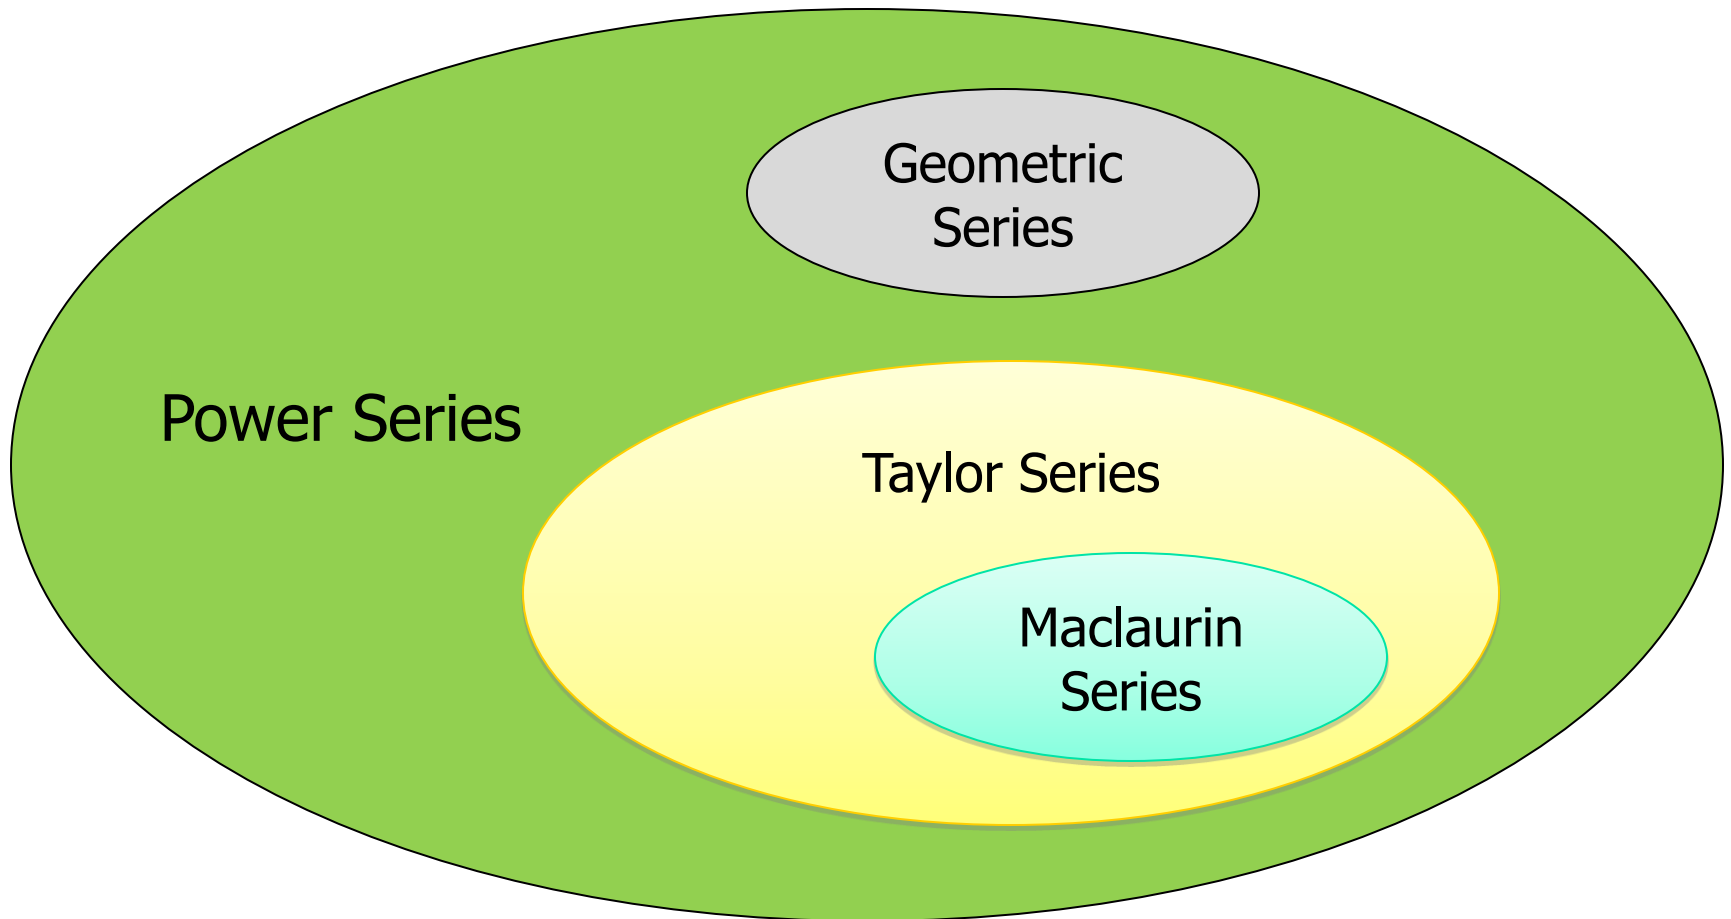 Geometric
Series
Power Series
Taylor Series
Maclaurin
Series